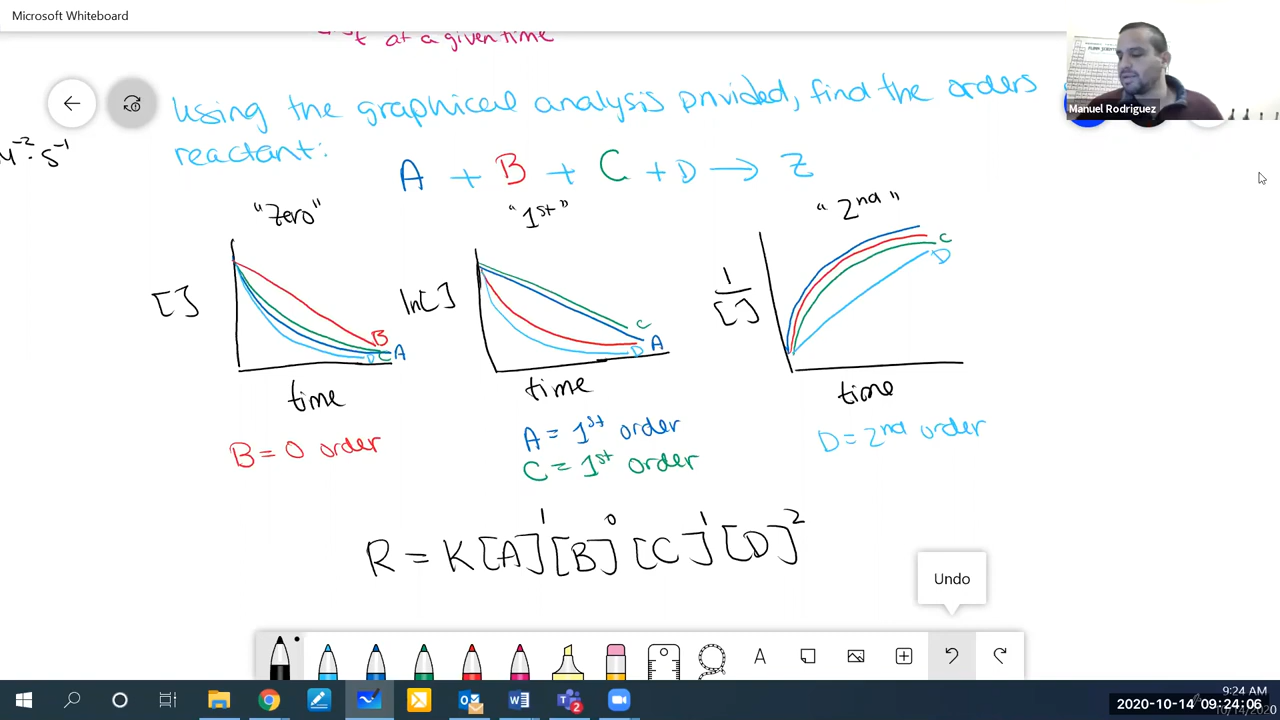 Microsoft Whiteboard
at a given time
Manuel Rodriguez
Using the graphical analysis privided, find the orders
reactant:
A + B + C + D → Z
"Zero"
"1st"
"2nd"
[ ]
ln[ ]
1/[ ]
B
C A
D
C
A
D
C
D
time
time
time
B = 0 order
A = 1st order
C = 1st order
D = 2nd order
R = K[A]^1 [B]^0 [C]^1 [D]^2
Undo
A
9:24 AM
2020-10-14 09:24:06